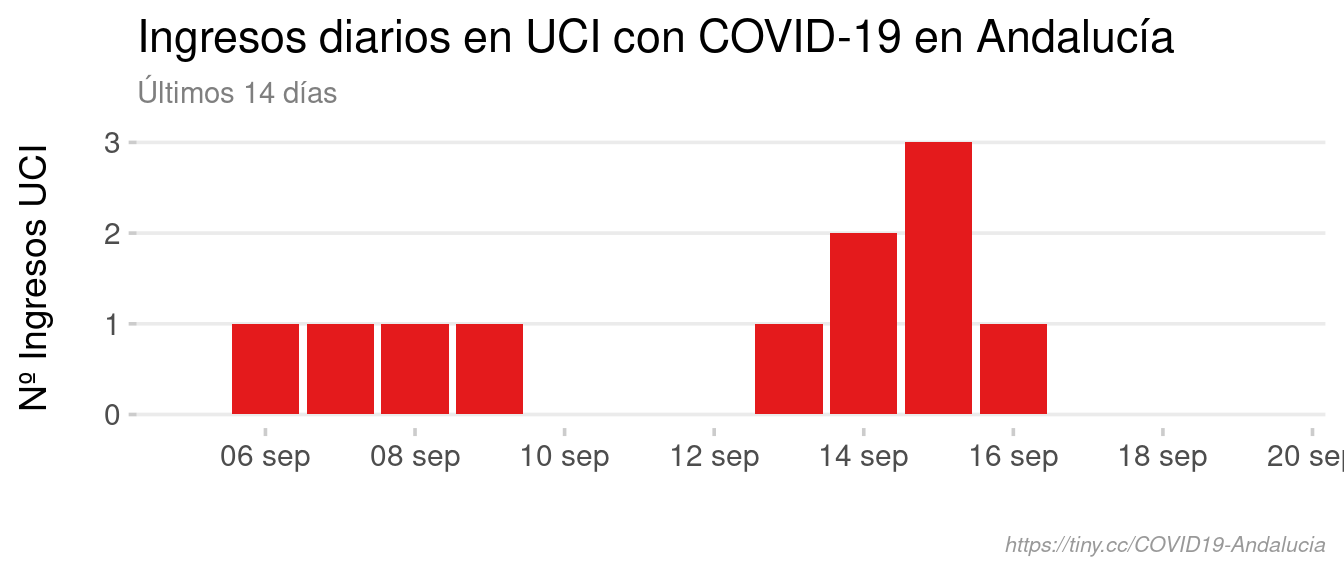 Ingresos diarios en UCI con COVID-19 en Andalucía
Últimos 14 días
Nº Ingresos UCI
3
2
1
0
06 sep 08 sep 10 sep 12 sep 14 sep 16 sep 18 sep 20 sep
https://tiny.cc/COVID19-Andalucia